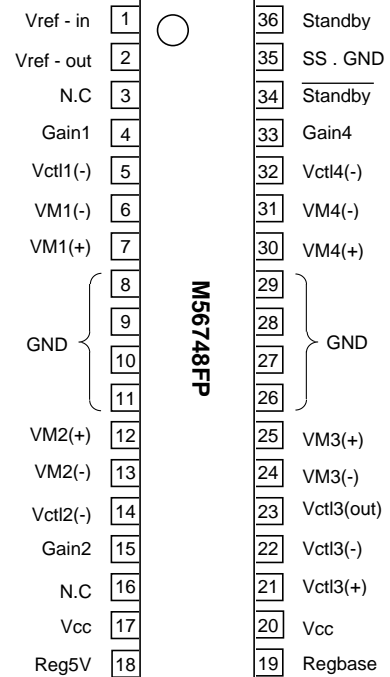 Vref - in 1 36 Standby
Vref - out 2 35 SS . GND
N.C 3 34 Standby
Gain1 4 33 Gain4
Vctl1(-) 5 32 Vctl4(-)
VM1(-) 6 31 VM4(-)
VM1(+) 7 30 VM4(+)
8 29
9 28
GND GND
10 27
11 26
M56748FP
VM2(+) 12 25 VM3(+)
VM2(-) 13 24 VM3(-)
Vctl2(-) 14 23 Vctl3(out)
Gain2 15 22 Vctl3(-)
N.C 16 21 Vctl3(+)
Vcc 17 20 Vcc
Reg5V 18 19 Regbase